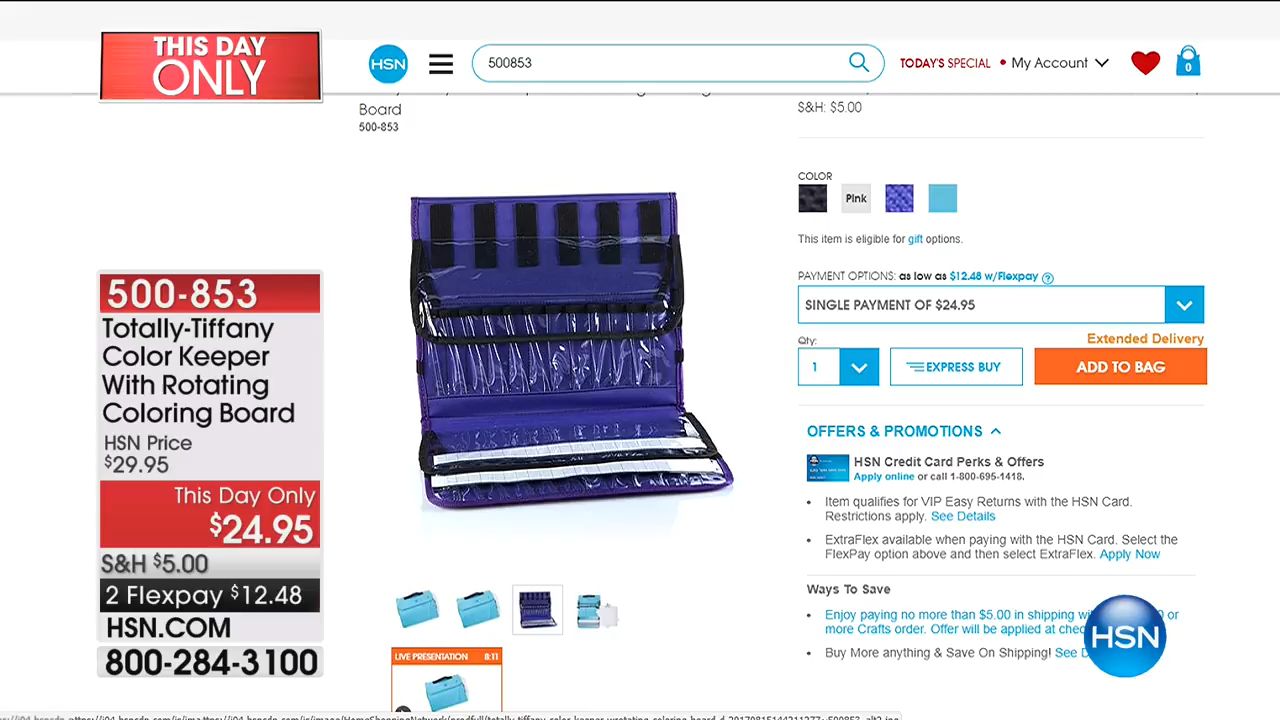 THIS DAY
ONLY
HSN
500853
TODAY'S SPECIAL
My Account
0
Board
500-853
S&H: $5.00
COLOR
Pink
This item is eligible for gift options.
PAYMENT OPTIONS: as low as $12.48 w/Flexpay ?
SINGLE PAYMENT OF $24.95
Extended Delivery
Qty:
1
EXPRESS BUY
ADD TO BAG
OFFERS & PROMOTIONS
HSN Credit Card Perks & Offers
Apply online or call 1-800-695-1418.
• Item qualifies for VIP Easy Returns with the HSN Card.
Restrictions apply. See Details
• ExtraFlex available when paying with the HSN Card. Select the
FlexPay option above and then select ExtraFlex. Apply Now
Ways To Save
• Enjoy paying no more than $5.00 in shipping or
more Crafts order. Offer will be applied at
• Buy More anything & Save On Shipping! See
HSN
500-853
Totally-Tiffany
Color Keeper
With Rotating
Coloring Board
HSN Price
$29.95
This Day Only
$24.95
S&H $5.00
2 Flexpay $12.48
HSN.COM
800-284-3100
LIVE PRESENTATION 8:11